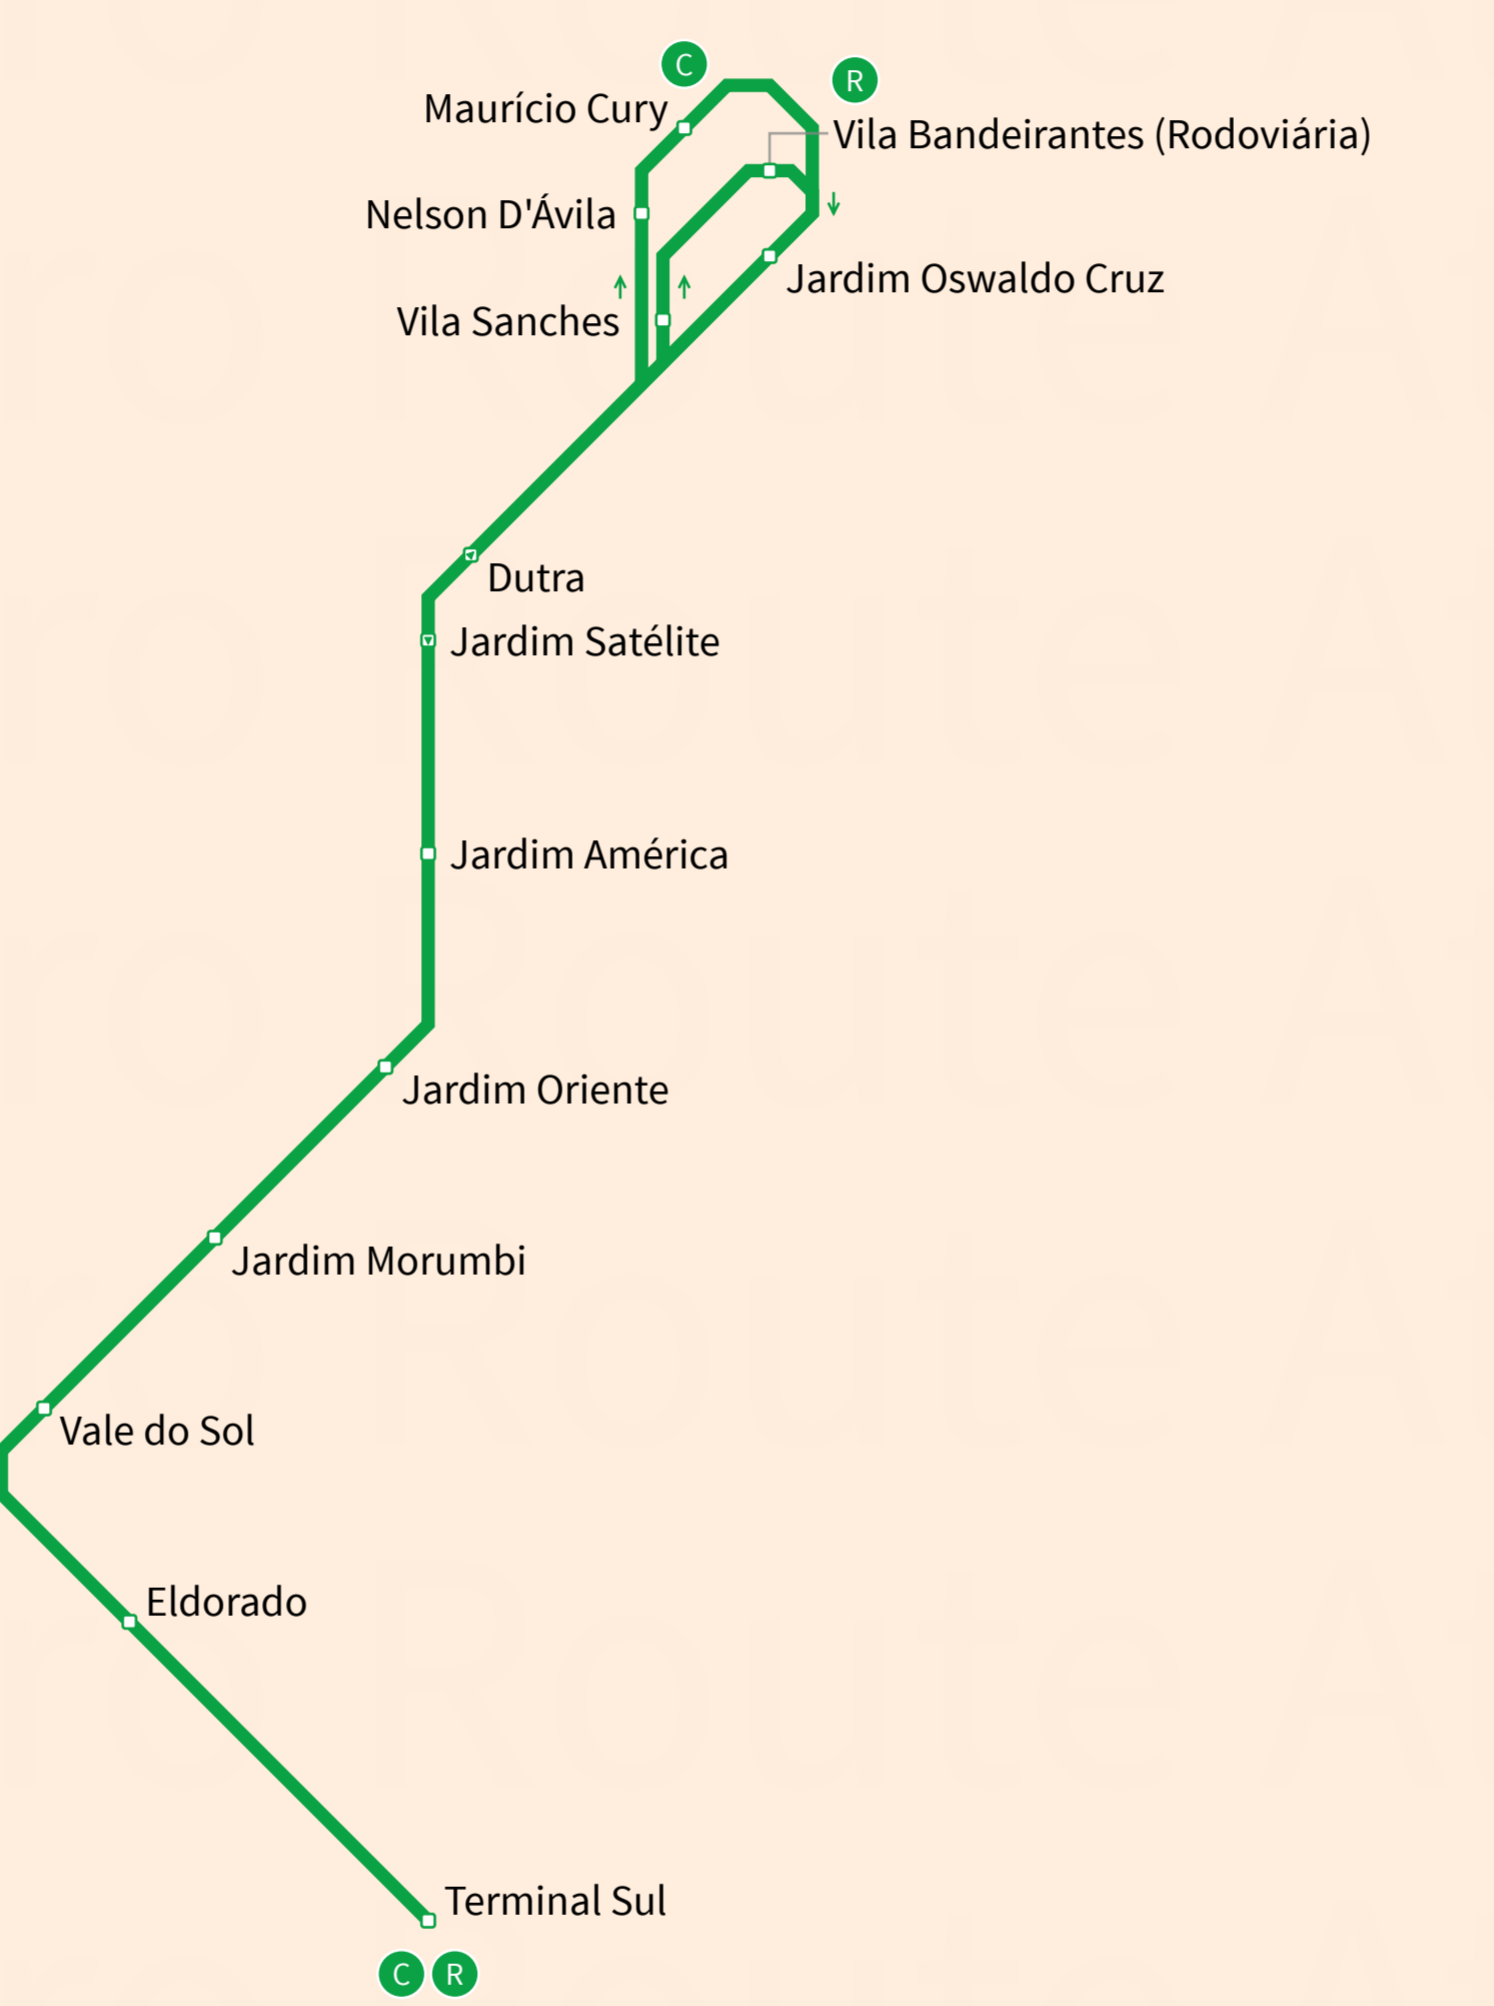 C
R
Maurício Cury
Vila Bandeirantes (Rodoviária)
Nelson D'Ávila
Jardim Oswaldo Cruz
Vila Sanches
Dutra
Jardim Satélite
Jardim América
Jardim Oriente
Jardim Morumbi
Vale do Sol
Eldorado
Terminal Sul
C R